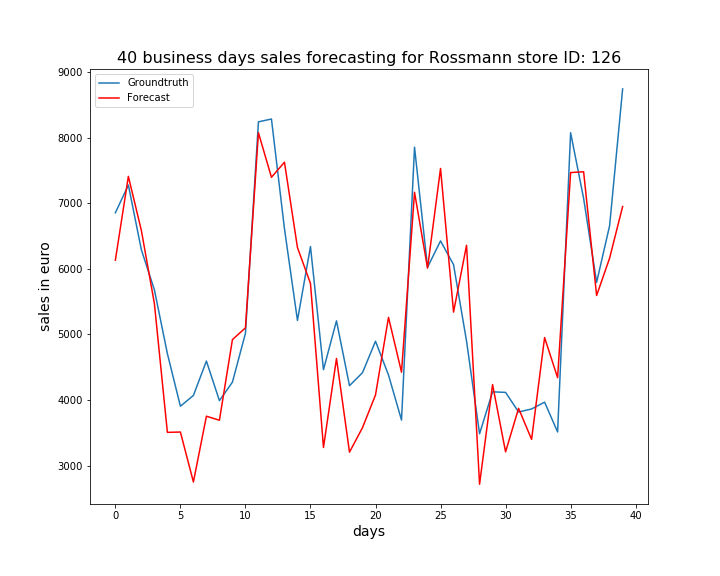 40 business days sales forecasting for Rossmann store ID: 126
Groundtruth
Forecast
9000
8000
7000
6000
5000
4000
3000
sales in euro
0 5 10 15 20 25 30 35 40
days